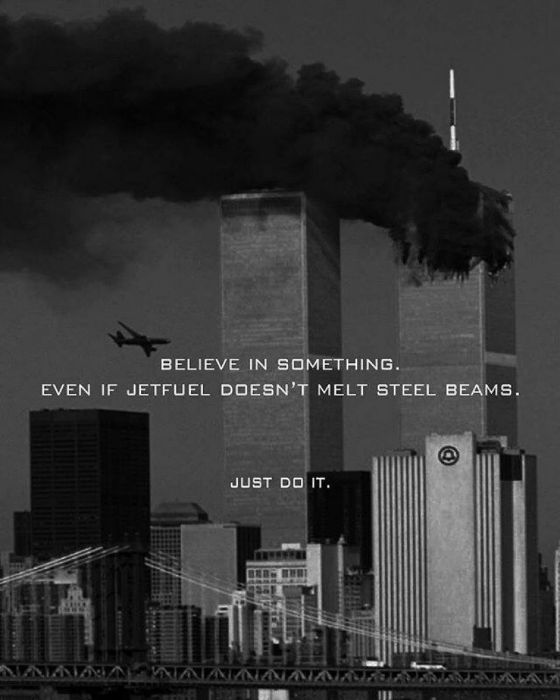 BELIEVE IN SOMETHING.
EVEN IF JETFUEL DOESN'T MELT STEEL BEAMS.
JUST DO IT.